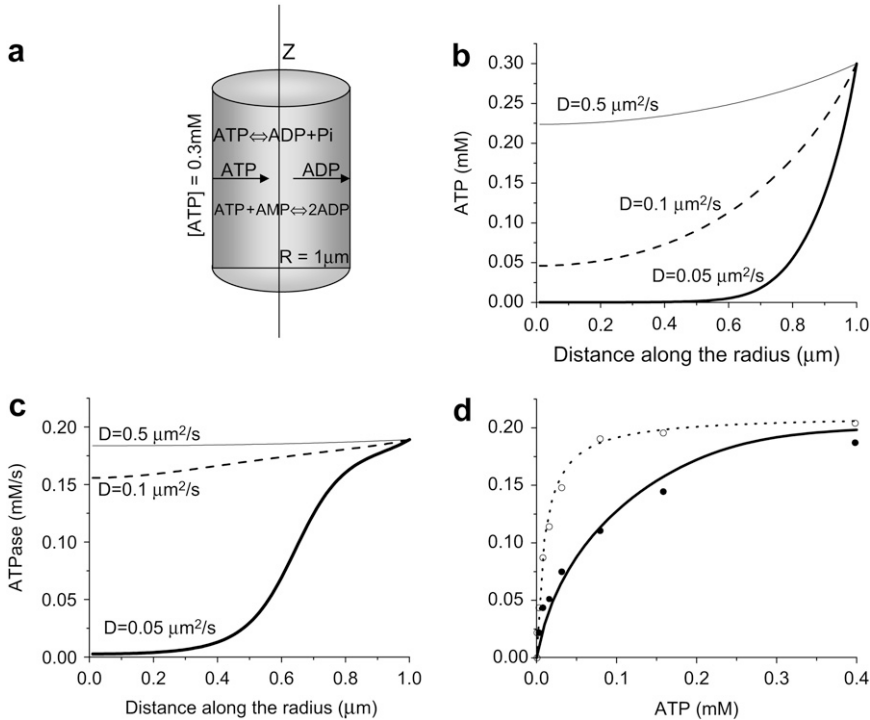 a
Z
[ATP] = 0.3mM
ATP⇔ADP+Pi
ATP ADP
ATP+AMP⇔2ADP
R = 1μm
b
ATP (mM)
0.30
0.25
0.20
0.15
0.10
0.05
0.00
D=0.5 μm²/s
D=0.1 μm²/s
D=0.05 μm²/s
0.0 0.2 0.4 0.6 0.8 1.0
Distance along the radius (μm)
c
ATPase (mM/s)
0.20
0.15
0.10
0.05
0.00
D=0.5 μm²/s
D=0.1 μm²/s
D=0.05 μm²/s
0.0 0.2 0.4 0.6 0.8 1.0
Distance along the radius (μm)
d
0.20
0.15
0.10
0.05
0.00
0.0 0.1 0.2 0.3 0.4
ATP (mM)